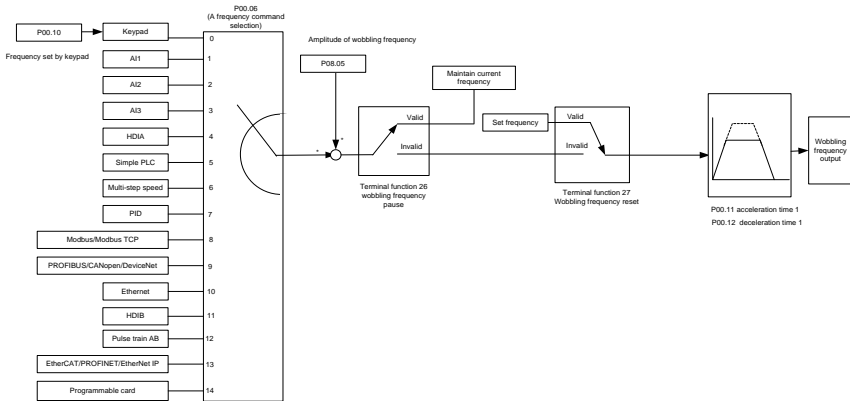 P00.06
(A frequency command
selection)
P00.10
Frequency set by keypad
Keypad
0
AI1
1
AI2
2
AI3
3
HDIA
4
Simple PLC
5
Multi-step speed
6
PID
7
Modbus/Modbus TCP
8
PROFIBUS/CANopen/DeviceNet
9
Ethernet
10
HDIB
11
Pulse train AB
12
EtherCAT/PROFINET/EtherNet IP
13
Programmable card
14
Amplitude of wobbling frequency
P08.05
Maintain current
frequency
Valid
Invalid
Terminal function 26
wobbling frequency
pause
Set frequency
Valid
Invalid
Terminal function 27
Wobbling frequency reset
P00.11 acceleration time 1
P00.12 deceleration time 1
Wobbling
frequency
output